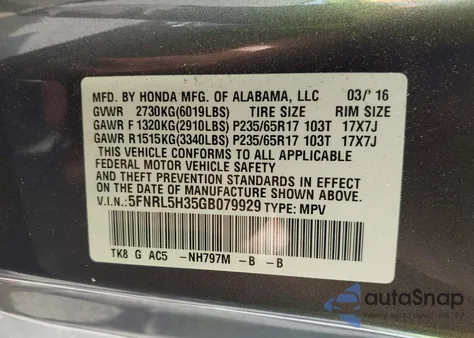 MFD. BY HONDA MFG. OF ALABAMA, LLC 03/'16
GVWR 2730KG(6019LBS) TIRE SIZE RIM SIZE
GAWR F 1320KG(2910LBS) P235/65R17 103T 17X7J
GAWR R1515KG(3340LBS) P235/65R17 103T 17X7J
THIS VEHICLE CONFORMS TO ALL APPLICABLE
FEDERAL MOTOR VEHICLE SAFETY
AND THEFT PREVENTION STANDARDS IN EFFECT
ON THE DATE OF MANUFACTURE SHOWN ABOVE.
V.I.N.: 5FNRL5H35GB079929 TYPE: MPV
TK8 G AC5 -NH797M -B -B
autoSnap